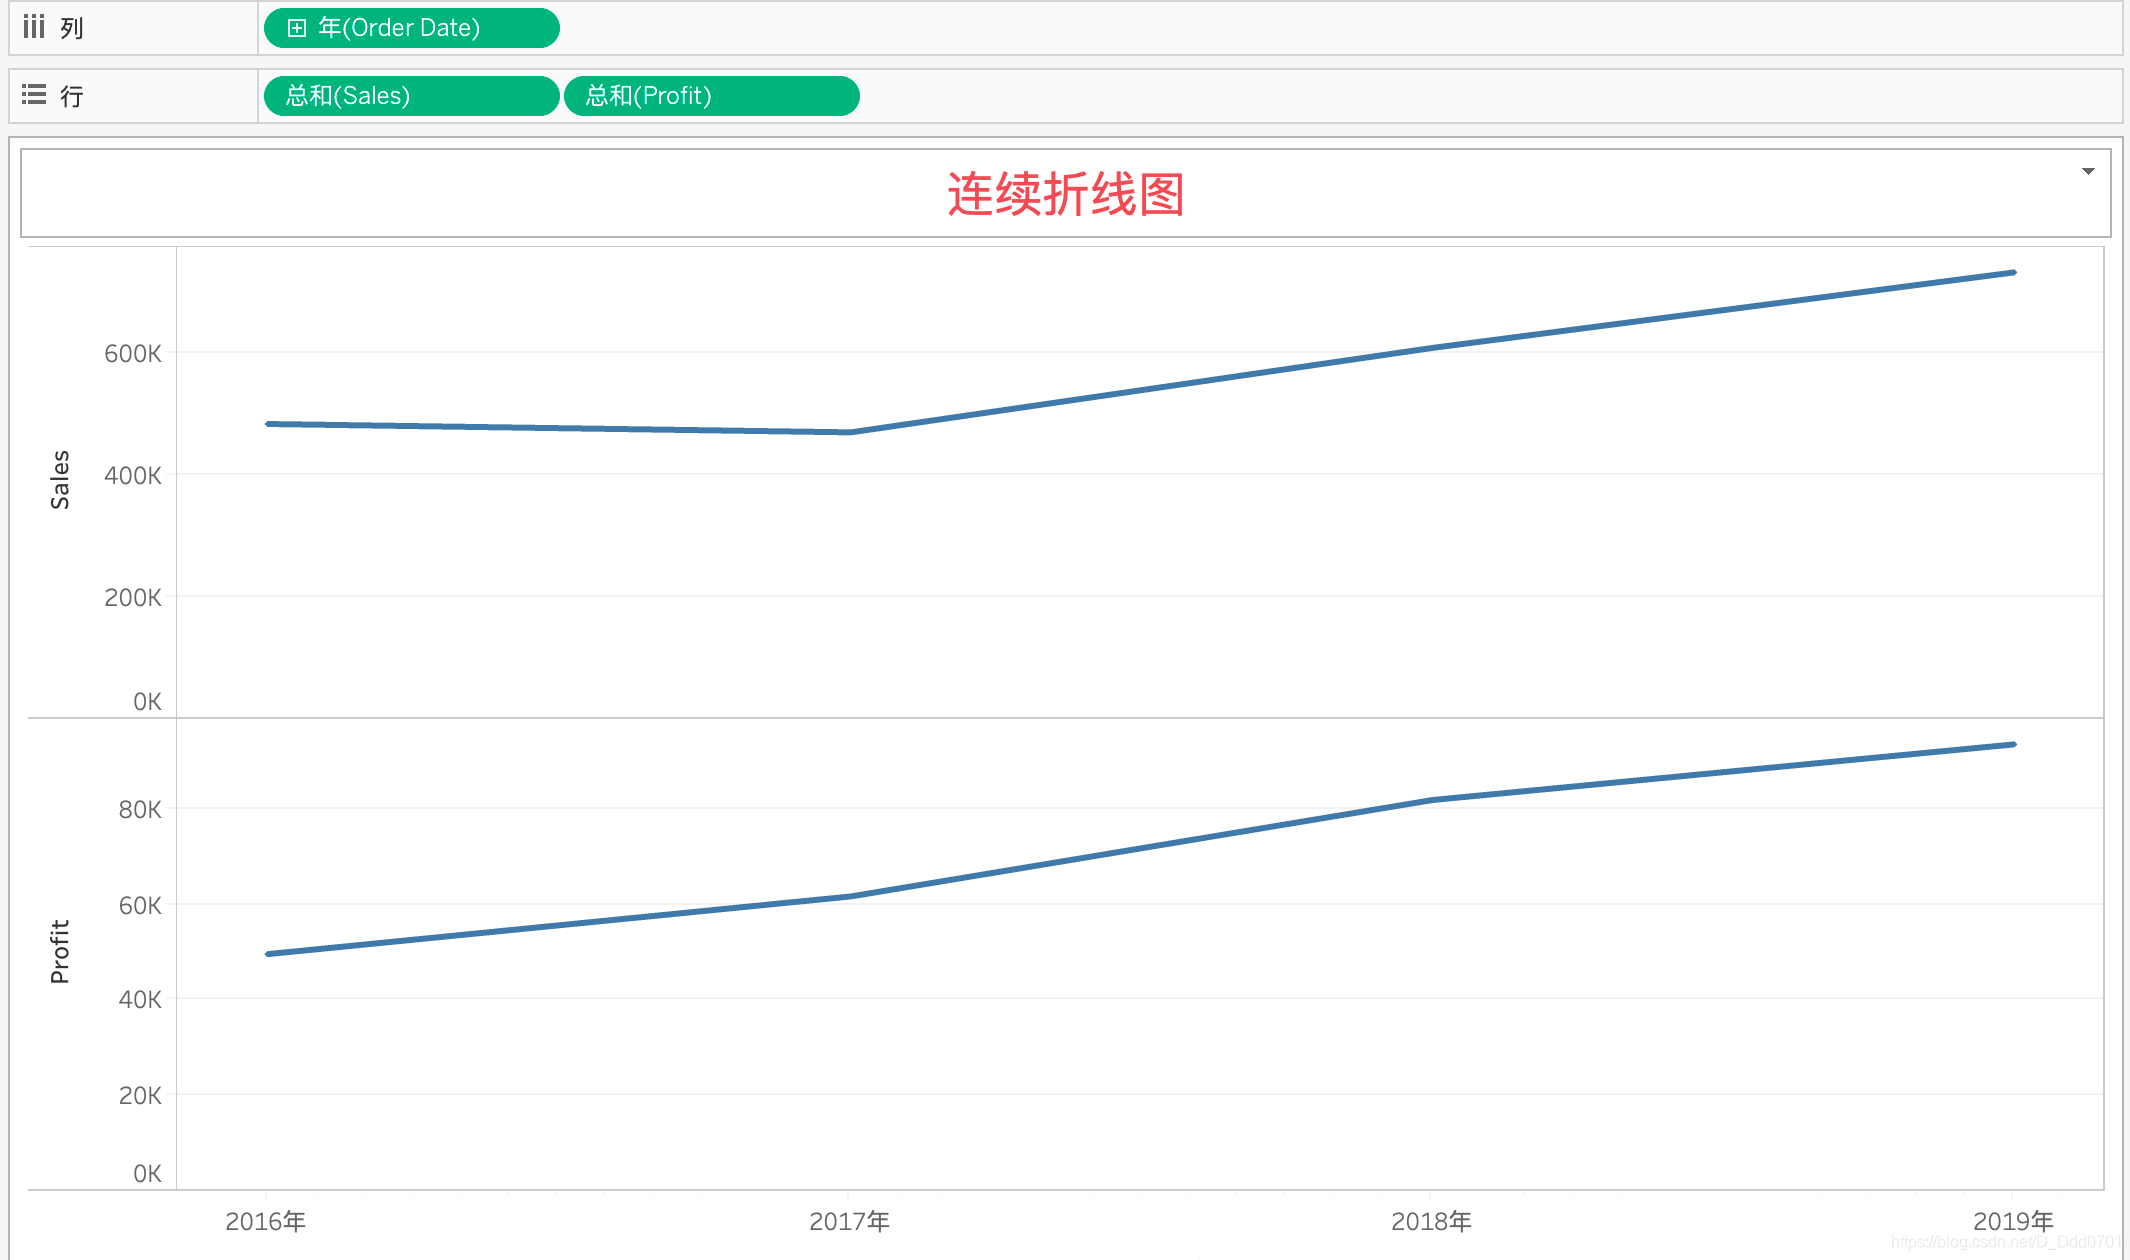 列
年(Order Date)
行
总和(Sales) 总和(Profit)
连续折线图
600K
400K
200K
0K
Sales
80K
60K
40K
20K
0K
Profit
2016年 2017年 2018年 2019年
https://blog.csdn.net/D_Ddd0701